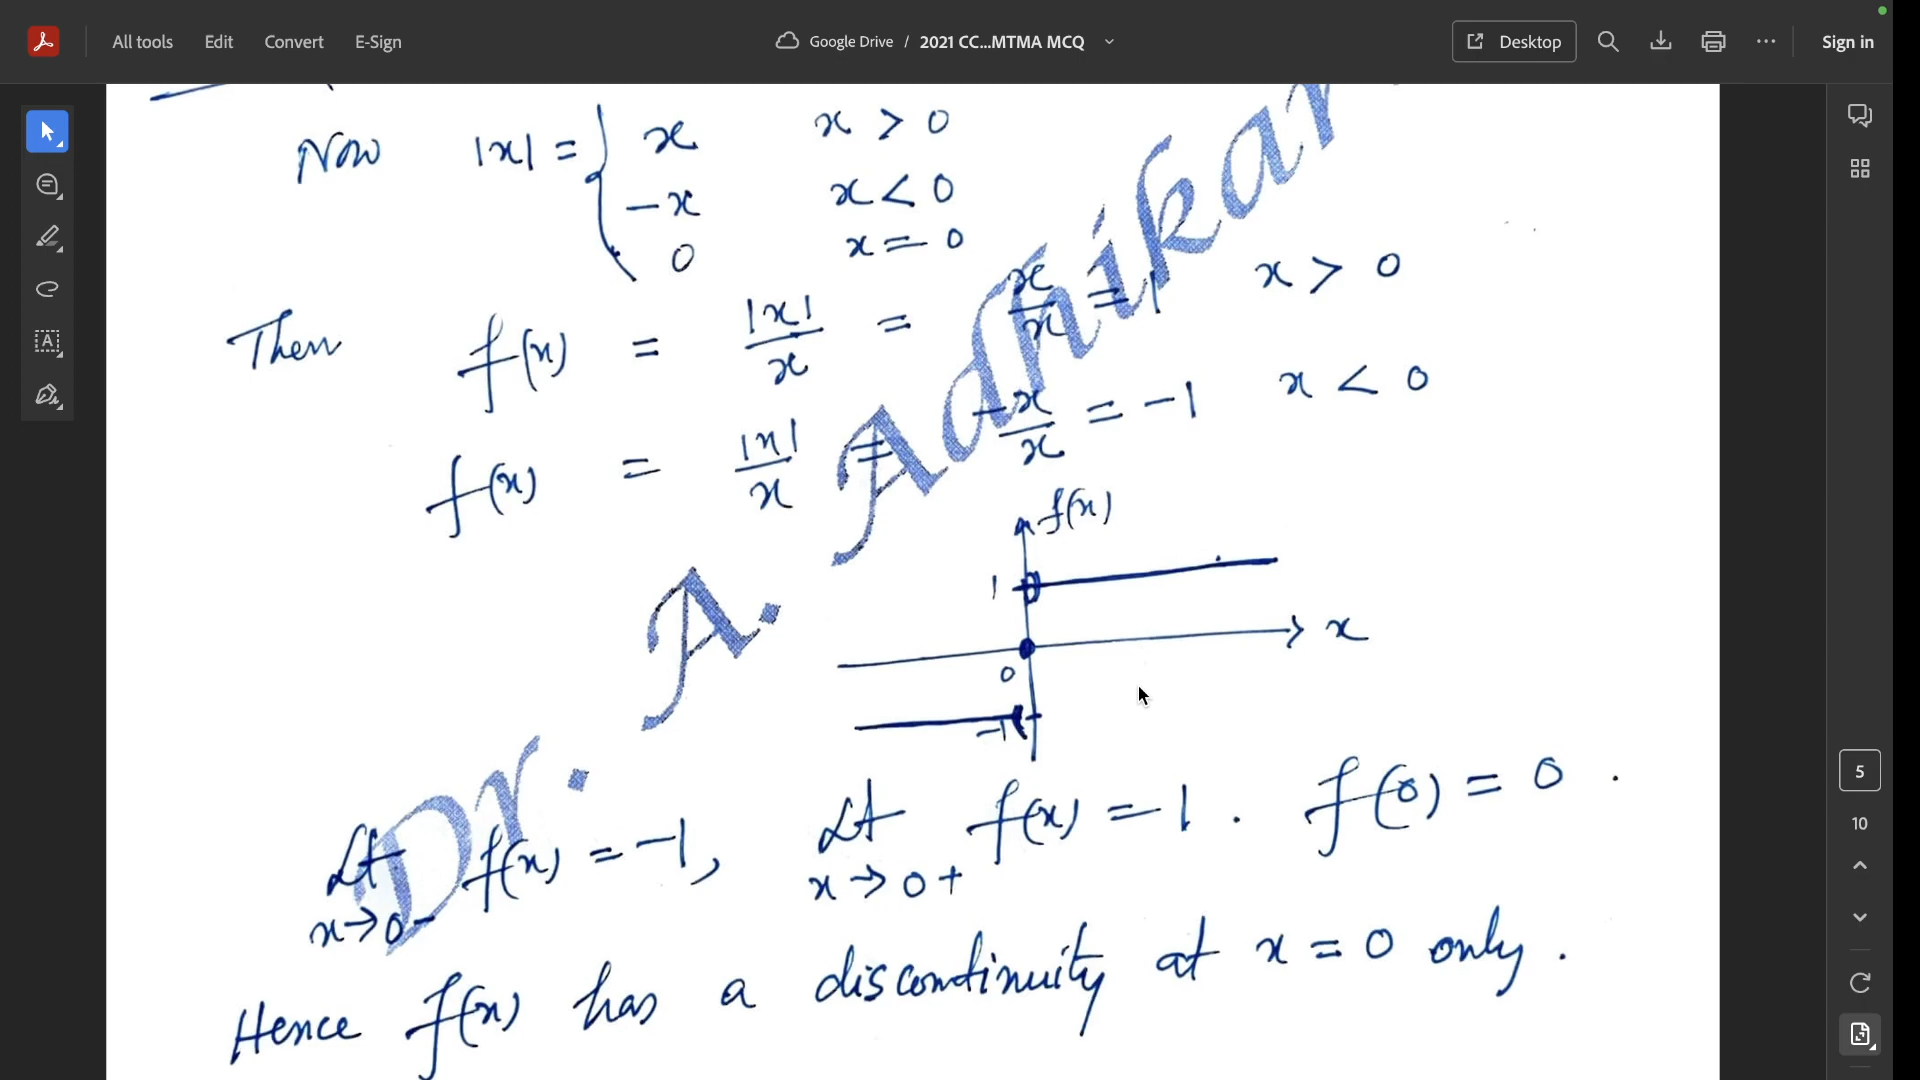 All tools Edit Convert E-Sign Google Drive / 2021 CC...MTMA MCQ Desktop Sign in
Now |x| = { x x > 0
-x x < 0
0 x = 0
Then f(x) = |x|/x = x/x = 1 x > 0
f(x) = |x|/x = -x/x = -1 x < 0
f(x)
1
x
0
-1
Lt x→0- f(x) = -1, Lt x→0+ f(x) = 1. f(0) = 0.
Hence f(x) has a discontinuity at x = 0 only.
Dr. A. Adhikar
5
10